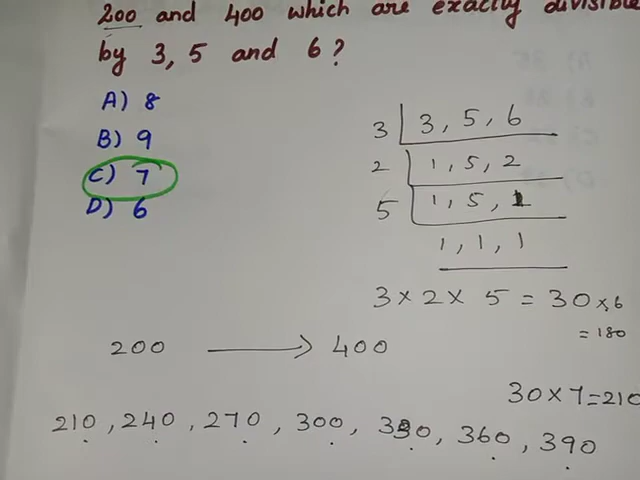 200 and 400 which are exactly divisible
by 3, 5 and 6?
A) 8
B) 9
C) 7
D) 6
3 3, 5, 6
2 1, 5, 2
5 1, 5, 1
1, 1, 1
3 × 2 × 5 = 30 × 6
= 180
200 → 400
30 × 7 = 210
210, 240, 270, 300, 330, 360, 390